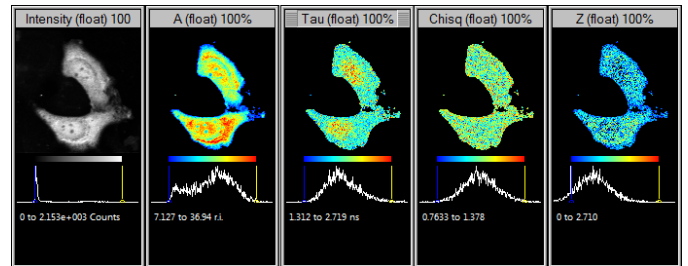 Intensity (float) 100
A (float) 100%
Tau (float) 100%
Chisq (float) 100%
Z (float) 100%
0 to 2.153e+003 Counts
7.127 to 36.94 r.i.
1.312 to 2.719 ns
0.7633 to 1.378
0 to 2.710